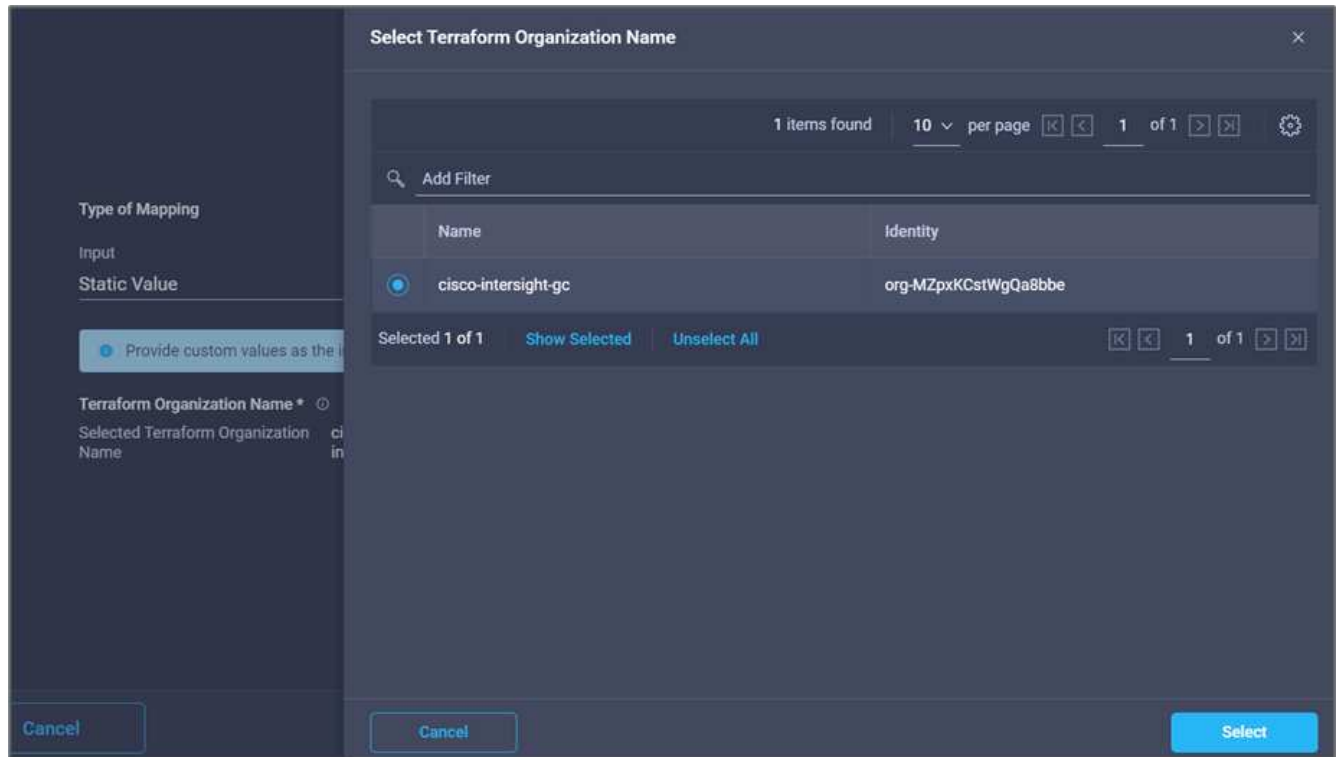 Select Terraform Organization Name
1 items found 10 per page 1 of 1
Add Filter
Name Identity
cisco-intersight-gc org-MZpxKCstWgQa8bbe
Selected 1 of 1 Show Selected Unselect All 1 of 1
Type of Mapping
Input
Static Value
Provide custom values as the
Terraform Organization Name *
Selected Terraform Organization ci
Name in
Cancel
Cancel Select